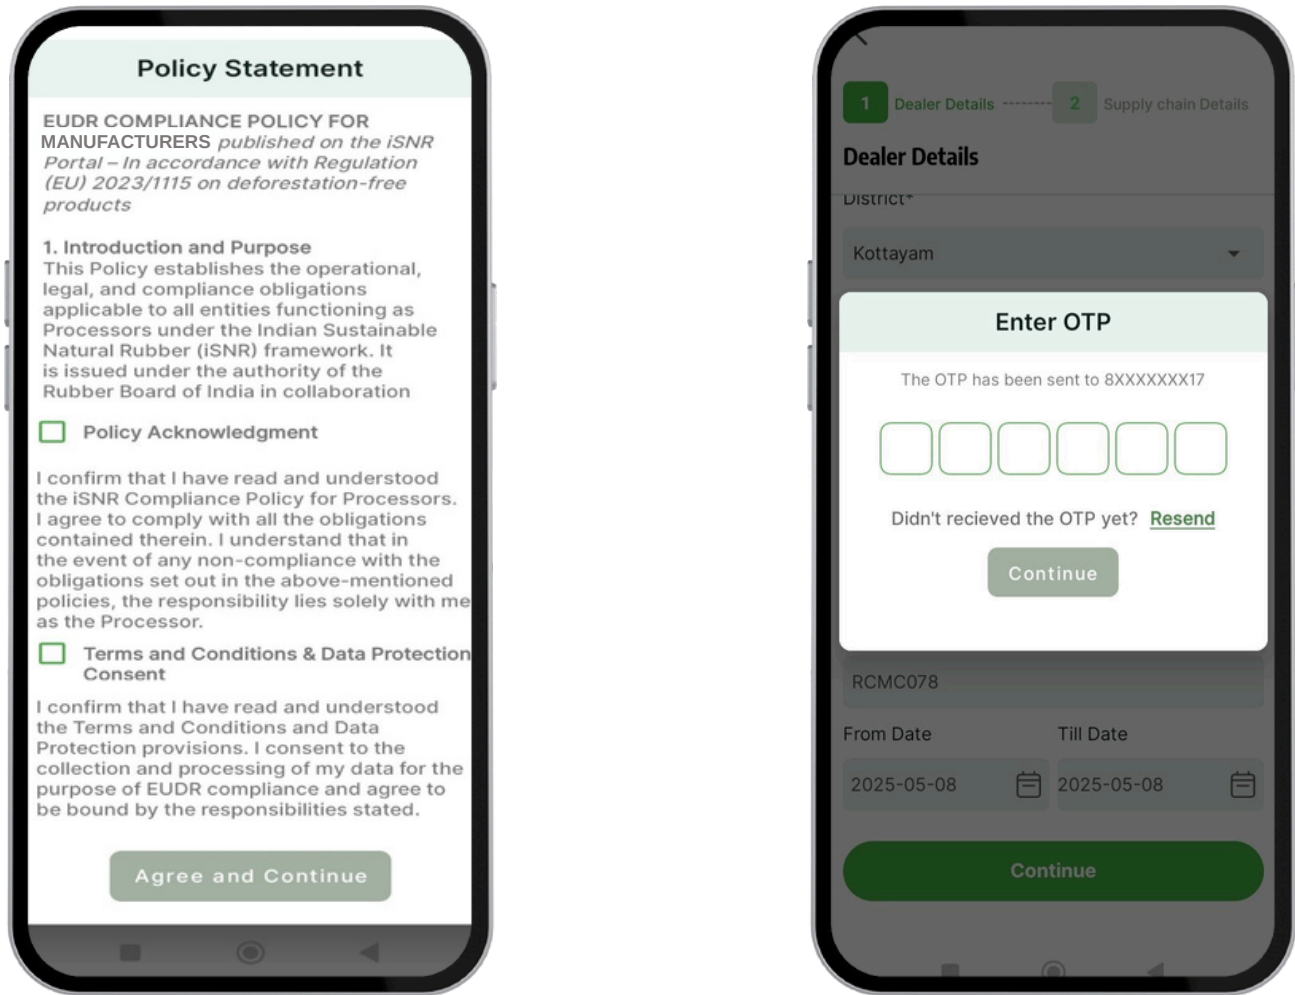 Policy Statement
EUDR COMPLIANCE POLICY FOR
MANUFACTURERS published on the iSNR
Portal – In accordance with Regulation
(EU) 2023/1115 on deforestation-free
products
1. Introduction and Purpose
This Policy establishes the operational,
legal, and compliance obligations
applicable to all entities functioning as
Processors under the Indian Sustainable
Natural Rubber (iSNR) framework. It
is issued under the authority of the
Rubber Board of India in collaboration
Policy Acknowledgment
I confirm that I have read and understood
the iSNR Compliance Policy for Processors.
I agree to comply with all the obligations
contained therein. I understand that in
the event of any non-compliance with the
obligations set out in the above-mentioned
policies, the responsibility lies solely with me
as the Processor.
Terms and Conditions & Data Protection
Consent
I confirm that I have read and understood
the Terms and Conditions and Data
Protection provisions. I consent to the
collection and processing of my data for the
purpose of EUDR compliance and agree to
be bound by the responsibilities stated.
Agree and Continue
1 Dealer Details 2 Supply chain Details
Dealer Details
District*
Kottayam
Enter OTP
The OTP has been sent to 8XXXXXXX17
Didn't recieved the OTP yet? Resend
Continue
RCMC078
From Date Till Date
2025-05-08 2025-05-08
Continue